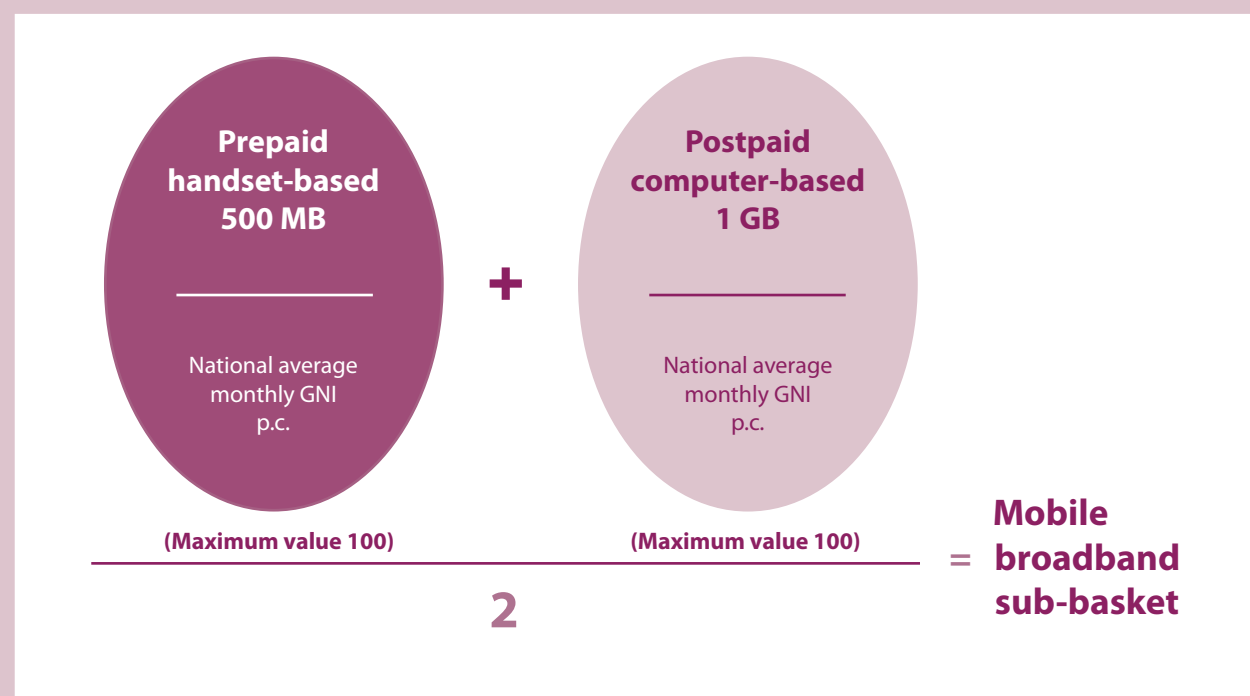 Prepaid
handset-based
500 MB
National average
monthly GNI
p.c.
(Maximum value 100)
+
Postpaid
computer-based
1 GB
National average
monthly GNI
p.c.
(Maximum value 100)
2
=
Mobile
broadband
sub-basket